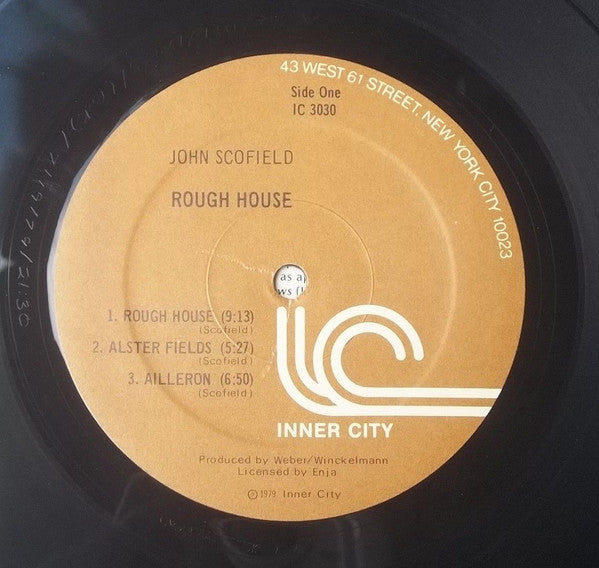 43 WEST 61 STREET, NEW YORK CITY 10023
Side One
IC 3030
JOHN SCOFIELD
ROUGH HOUSE
as a
ws
1. ROUGH HOUSE (9:13)
(Scofield)
2. ALSTER FIELDS (5:27)
(Scofield)
3. AILLERON (6:50)
(Scofield)
INNER CITY
Produced by Weber/Winckelmann
Licensed by Enja
℗1979 Inner City